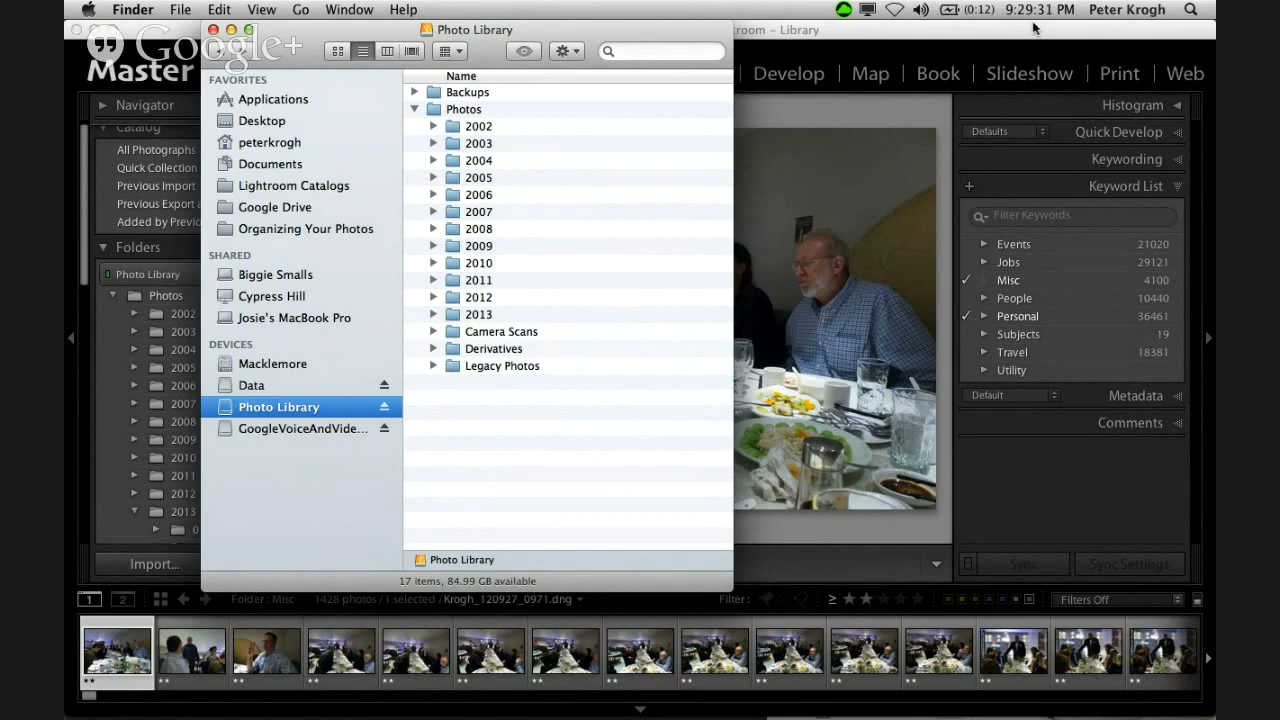 Finder File Edit View Go Window Help (0:12) 9:29:31 PM Peter Krogh
Google+
Photo Library
room – Library
Master
Develop | Map | Book | Slideshow | Print | Web
FAVORITES
Applications
Desktop
peterkrogh
Documents
Lightroom Catalogs
Google Drive
Organizing Your Photos
SHARED
Biggie Smalls
Cypress Hill
Josie's MacBook Pro
DEVICES
Macklemore
Data
Photo Library
GoogleVoiceAndVide...
Name
Backups
Photos
2002
2003
2004
2005
2006
2007
2008
2009
2010
2011
2012
2013
Camera Scans
Derivatives
Legacy Photos
Photo Library
17 items, 84.99 GB available
Navigator
Catalog
All Photographs
Quick Collection
Previous Import
Previous Export a
Added by Previo
Folders
Photo Library
Photos
2002
2003
2004
2005
2006
2007
2008
2009
2010
2011
2012
2013
0
Import...
Histogram
Defaults Quick Develop
Keywording
Keyword List
Filter Keywords
Events 21020
Jobs 29121
Misc 4100
People 10440
Personal 36461
Subjects 19
Travel 18381
Utility
Default Metadata
Comments
Sync Sync Settings
1 2 Folder : Misc 1428 photos / 1 selected / Krogh_120927_0971.dng Filter : ≥ Filters Off